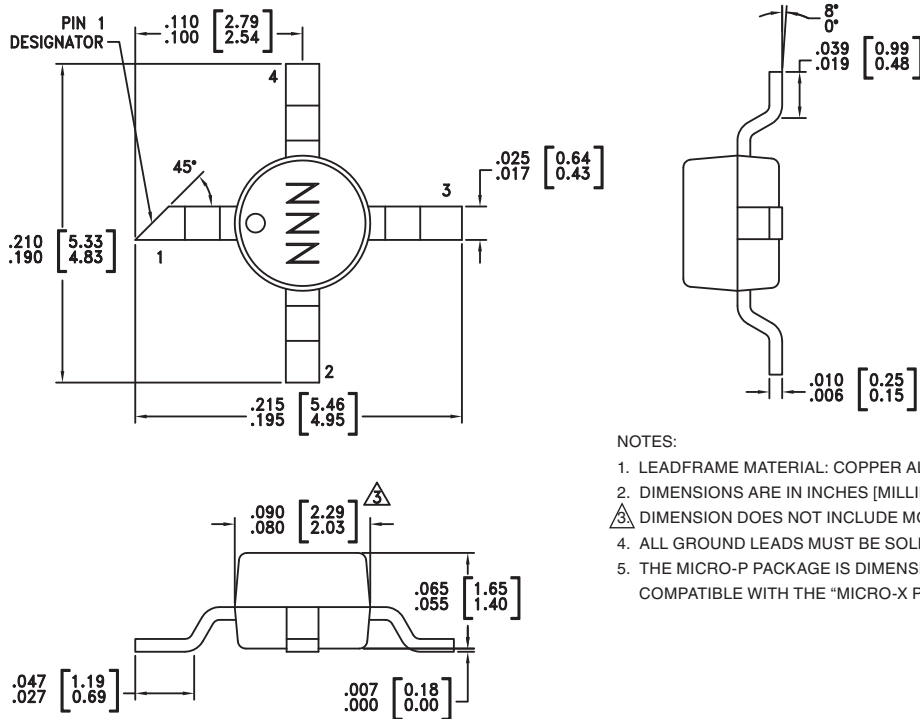 PIN 1
DESIGNATOR
.110 [2.79]
.100 [2.54]
4
45°
NNN
3
.025 [0.64]
.017 [0.43]
.210 [5.33]
.190 [4.83]
1
2
.215 [5.46]
.195 [4.95]
8°
0°
.039 [0.99]
.019 [0.48]
.010 [0.25]
.006 [0.15]
.090 [2.29]
.080 [2.03]
3
.065 [1.65]
.055 [1.40]
.047 [1.19]
.027 [0.69]
.007 [0.18]
.000 [0.00]
NOTES:
1. LEADFRAME MATERIAL: COPPER
2. DIMENSIONS ARE IN INCHES
3. DIMENSION DOES NOT INCLUDE
4. ALL GROUND LEADS MUST BE
5. THE MICRO-P PACKAGE IS
COMPATIBLE WITH THE "MICRO-X